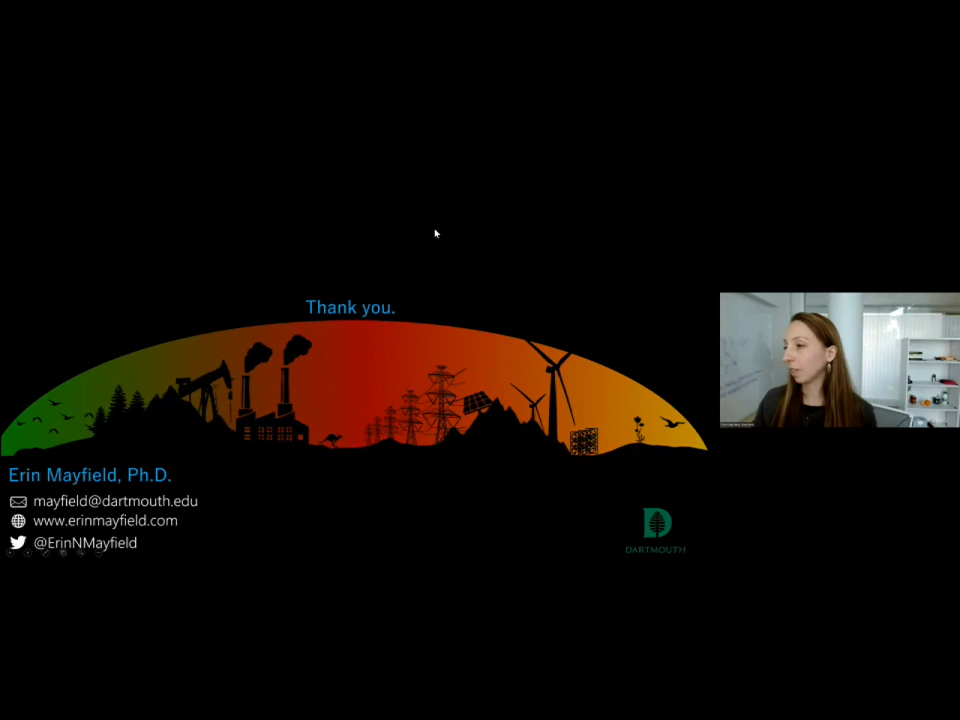 Thank you.
Erin Mayfield, Ph.D.
mayfield@dartmouth.edu
www.erinmayfield.com
@ErinNMayfield
DARTMOUTH